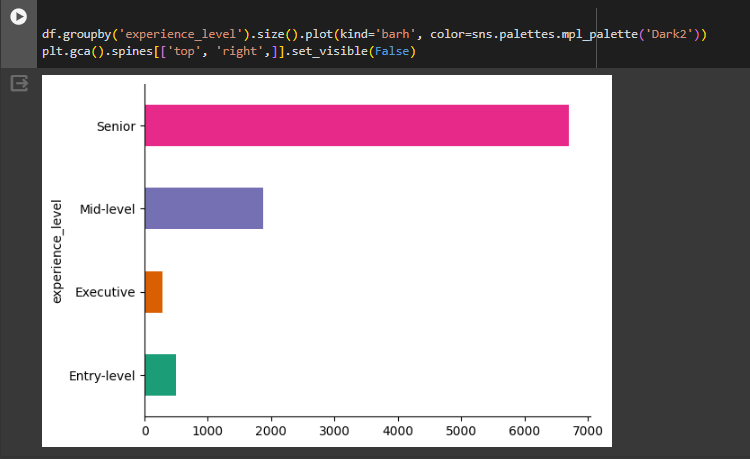 df.groupby('experience_level').size().plot(kind='barh', color=sns.palettes.mpl_palette('Dark2'))
plt.gca().spines[['top', 'right',]].set_visible(False)
Senior
Mid-level
Executive
Entry-level
experience_level
0 1000 2000 3000 4000 5000 6000 7000